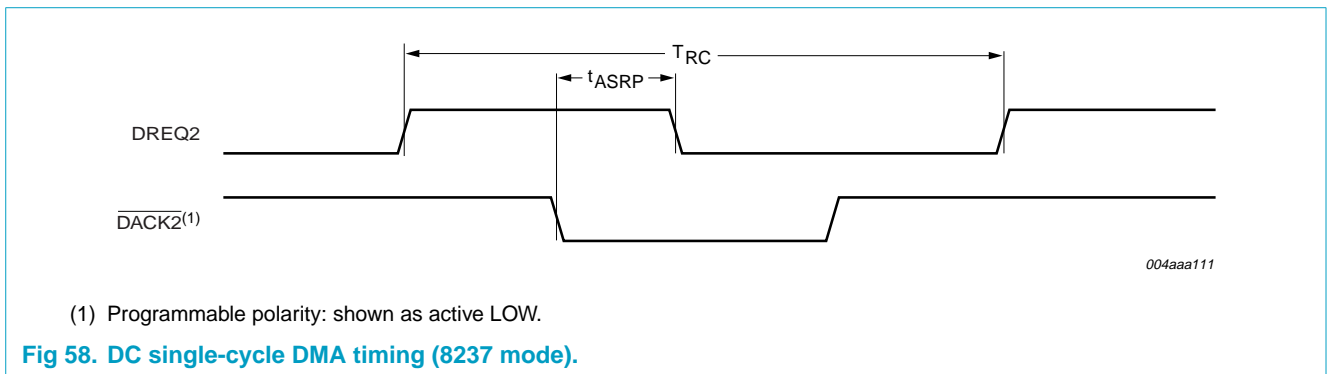 T_RC
t_ASRP
DREQ2
DACK2(1)
004aaa111
(1) Programmable polarity: shown as active LOW.
Fig 58. DC single-cycle DMA timing (8237 mode).